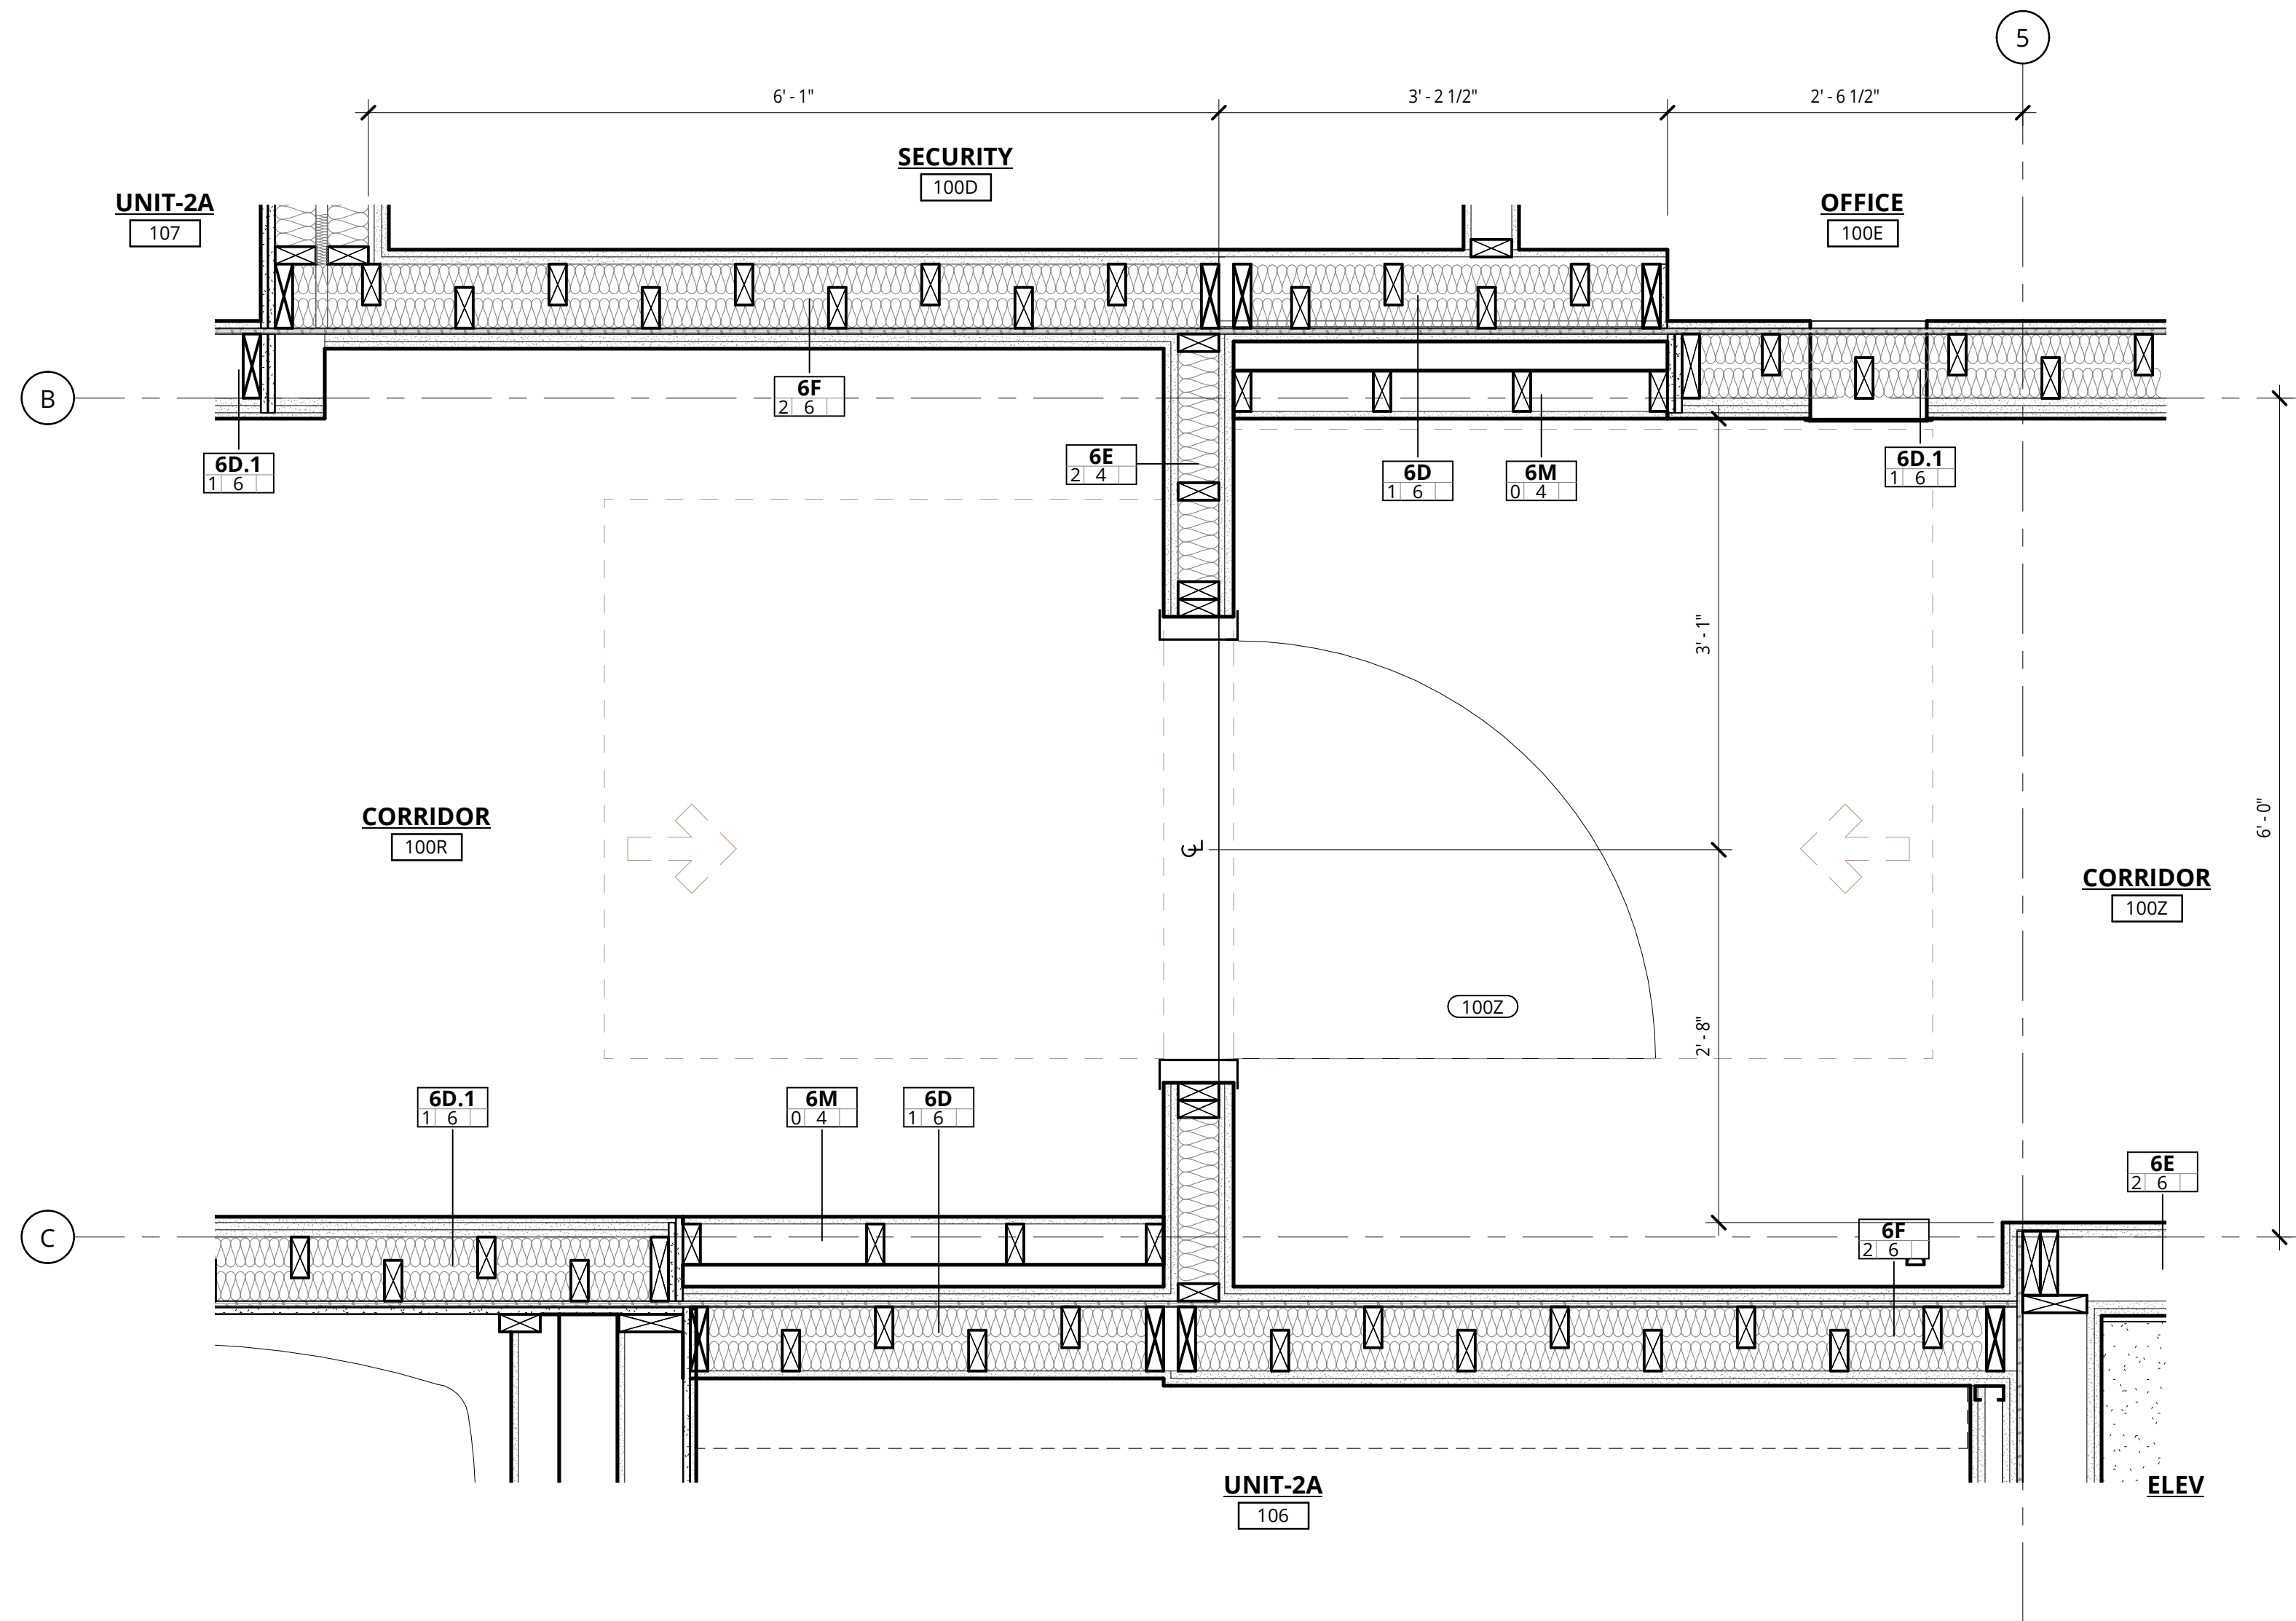 5
6' - 1"
3' - 2 1/2"
2' - 6 1/2"
SECURITY
100D
UNIT-2A
107
OFFICE
100E
B
6F
2 6
6E
2 4
6D.1
1 6
6D
1 6
6M
0 4
6D.1
1 6
3' - 1"
6' - 0"
CORRIDOR
100R
CL
CORRIDOR
100Z
100Z
2' - 8"
6D.1
1 6
6M
0 4
6D
1 6
6E
2 6
C
6F
2 6
UNIT-2A
106
ELEV